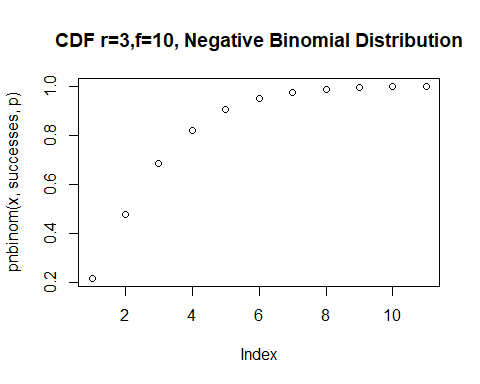 CDF r=3,f=10, Negative Binomial Distribution
pnbinom(x, successes, p)
1.0
0.8
0.6
0.4
0.2
2 4 6 8 10
Index